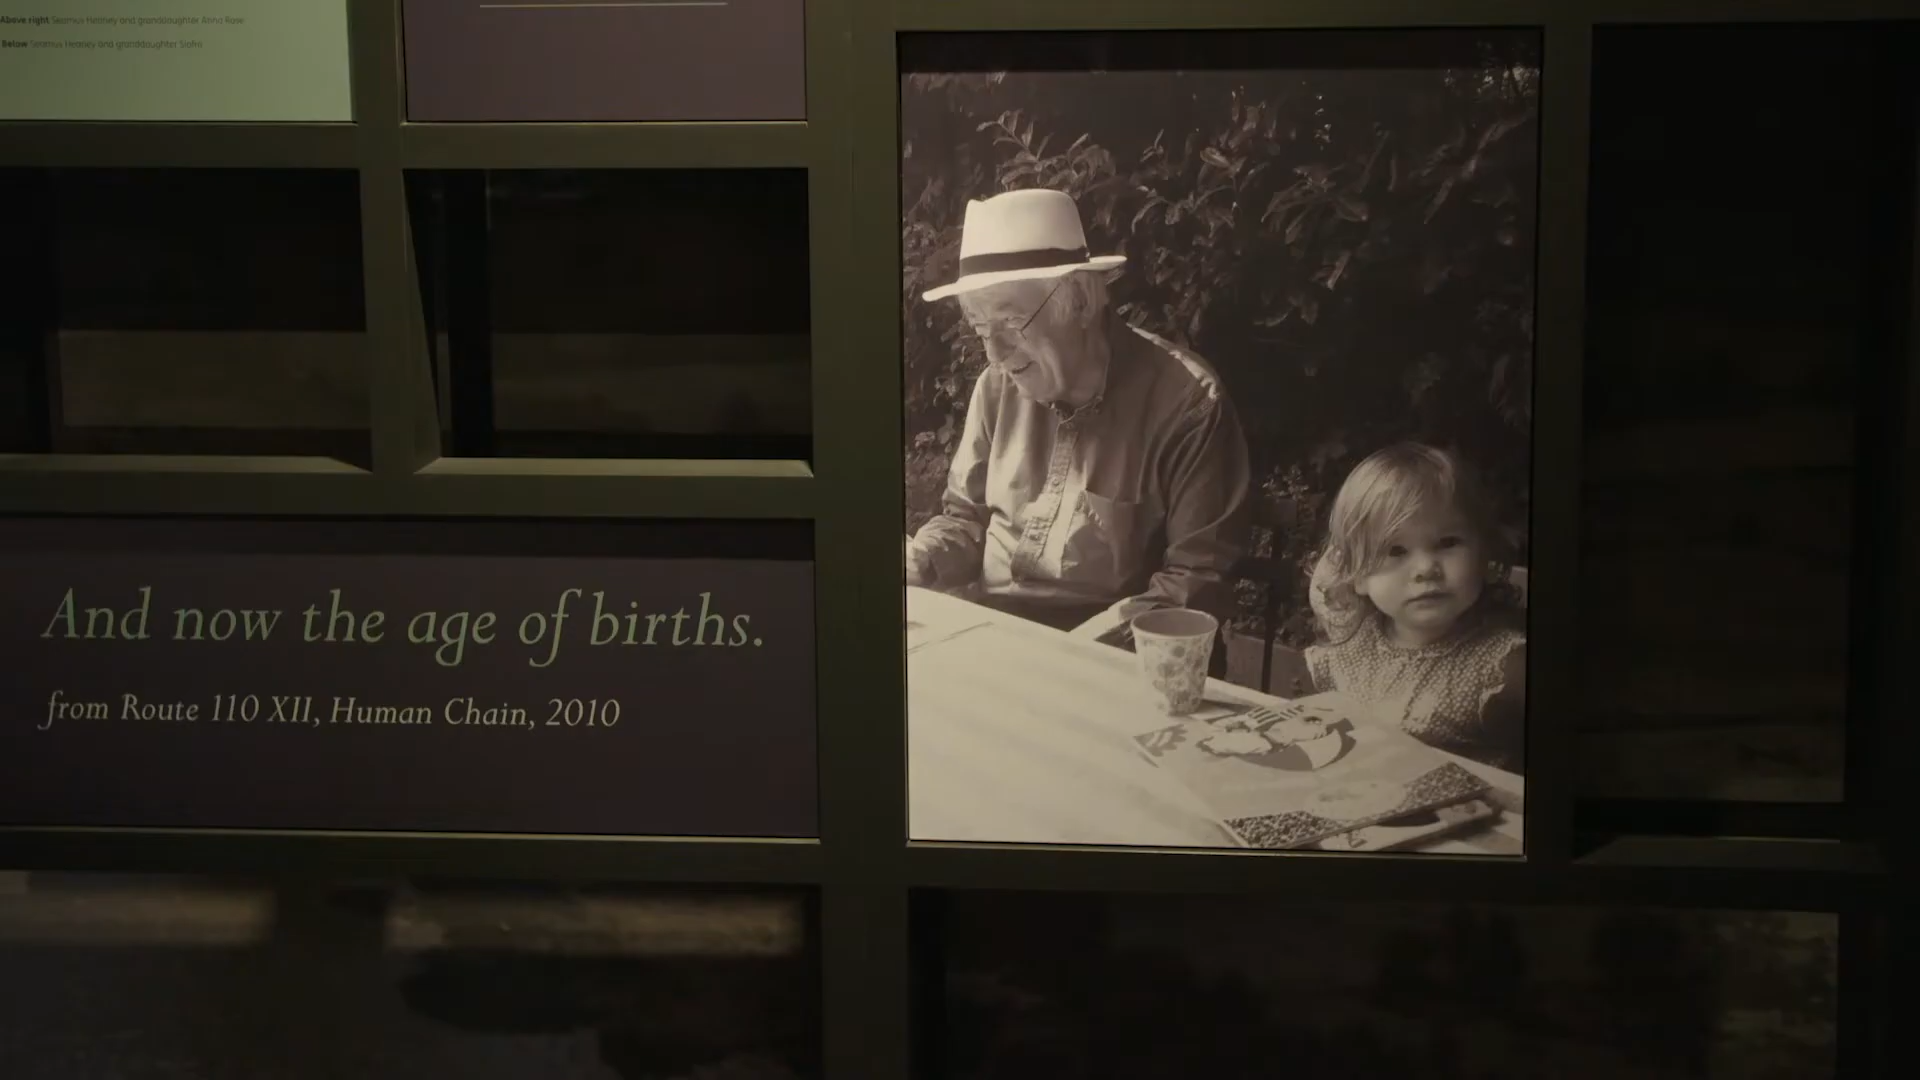 Above right Seamus Heaney and granddaughter Anna Rose
Below Seamus Heaney and granddaughter Síofra
And now the age of births.
from Route 110 XII, Human Chain, 2010